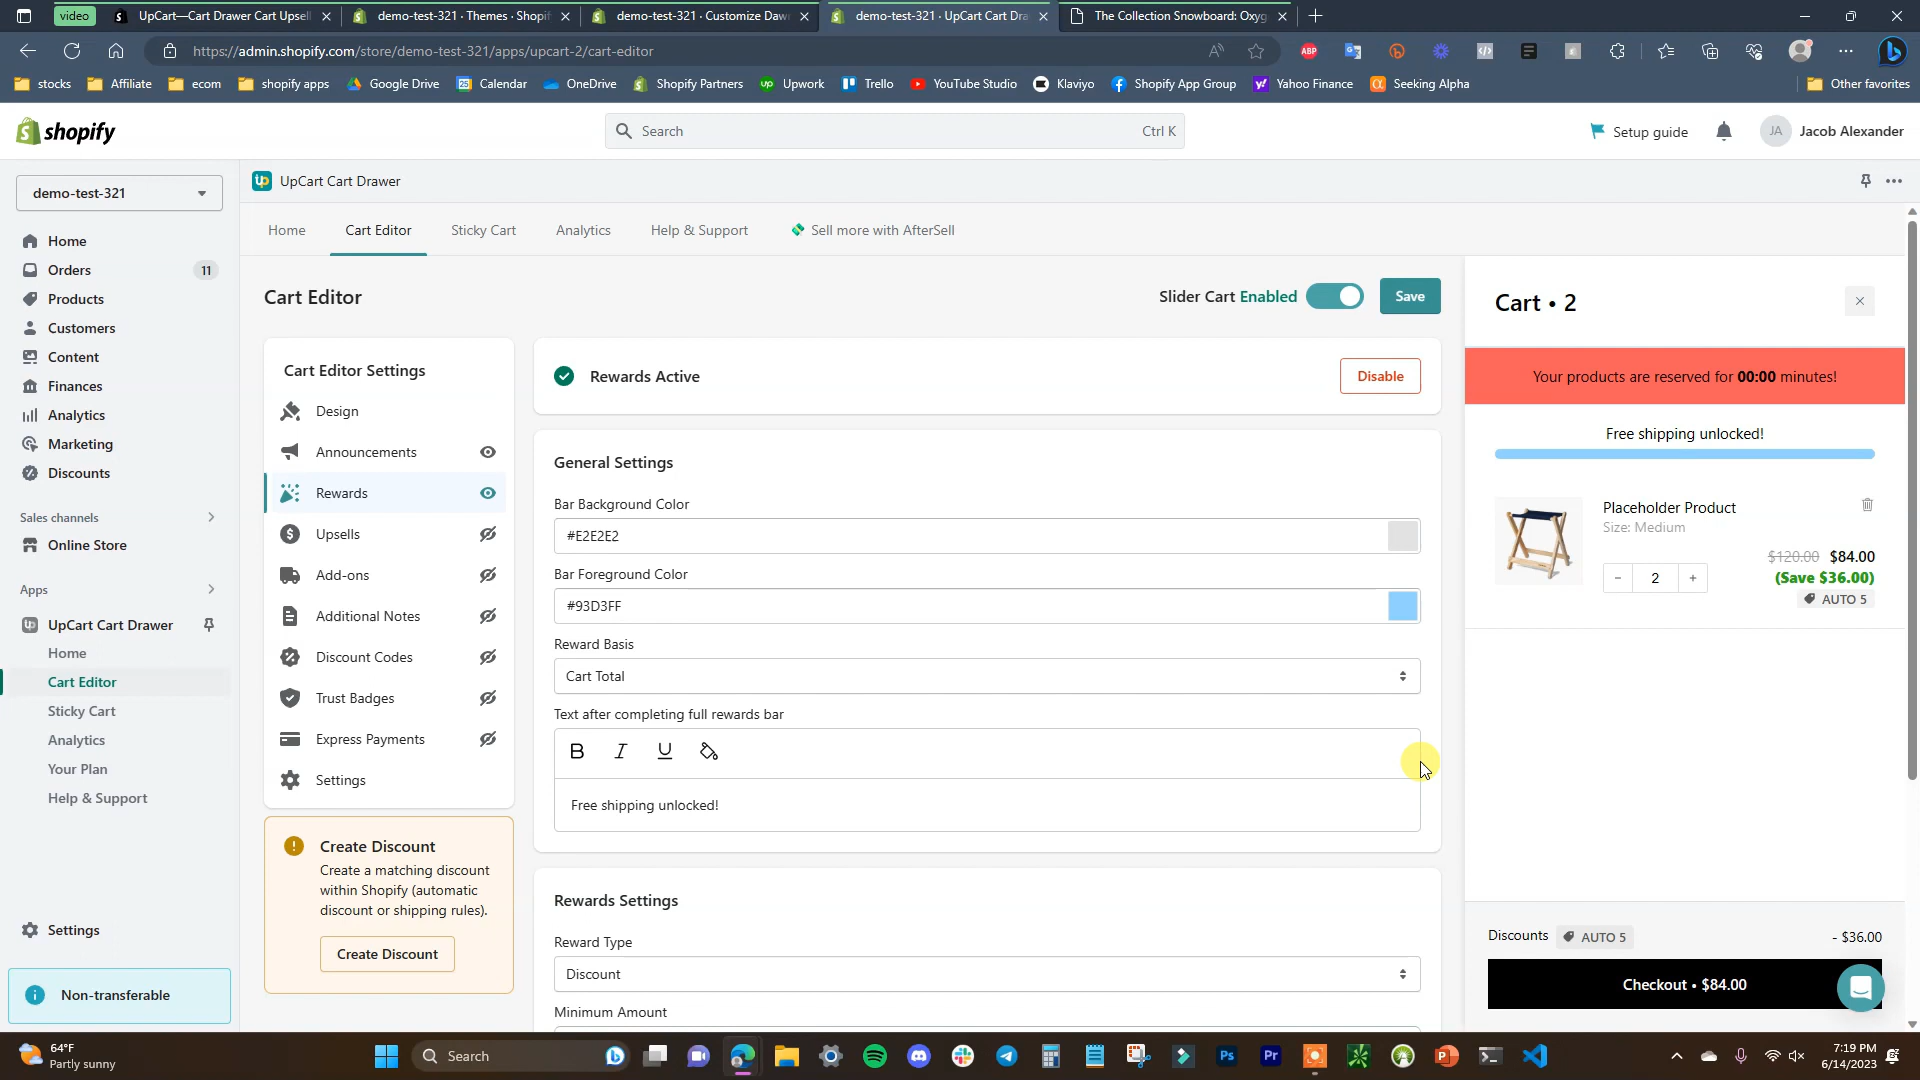 video
UpCart—Cart Drawer Cart Upsell
demo-test-321 · Themes · Shopif
demo-test-321 · Customize Daw
demo-test-321 · UpCart Cart Dra
The Collection Snowboard: Oxyg
https://admin.shopify.com/store/demo-test-321/apps/upcart-2/cart-editor
stocks
Affiliate
ecom
shopify apps
Google Drive
Calendar
OneDrive
Shopify Partners
Upwork
Trello
YouTube Studio
Klaviyo
Shopify App Group
Yahoo Finance
Seeking Alpha
Other favorites
shopify
Search
Ctrl K
Setup guide
JA
Jacob Alexander
demo-test-321
Home
Orders
11
Products
Customers
Content
Finances
Analytics
Marketing
Discounts
Sales channels
Online Store
Apps
UpCart Cart Drawer
Home
Cart Editor
Sticky Cart
Analytics
Your Plan
Help & Support
Settings
Non-transferable
UpCart Cart Drawer
Home
Cart Editor
Sticky Cart
Analytics
Help & Support
Sell more with AfterSell
Cart Editor
Slider Cart Enabled
Save
Cart Editor Settings
Design
Announcements
Rewards
Upsells
Add-ons
Additional Notes
Discount Codes
Trust Badges
Express Payments
Settings
Create Discount
Create a matching discount
within Shopify (automatic
discount or shipping rules).
Create Discount
Rewards Active
Disable
General Settings
Bar Background Color
#E2E2E2
Bar Foreground Color
#93D3FF
Reward Basis
Cart Total
Text after completing full rewards bar
B I U
Free shipping unlocked!
Rewards Settings
Reward Type
Discount
Minimum Amount
Cart • 2
Your products are reserved for 00:00 minutes!
Free shipping unlocked!
Placeholder Product
Size: Medium
$120.00 $84.00
(Save $36.00)
AUTO 5
- 2 +
Discounts
AUTO 5
- $36.00
Checkout • $84.00
64°F
Partly sunny
Search
7:19 PM
6/14/2023